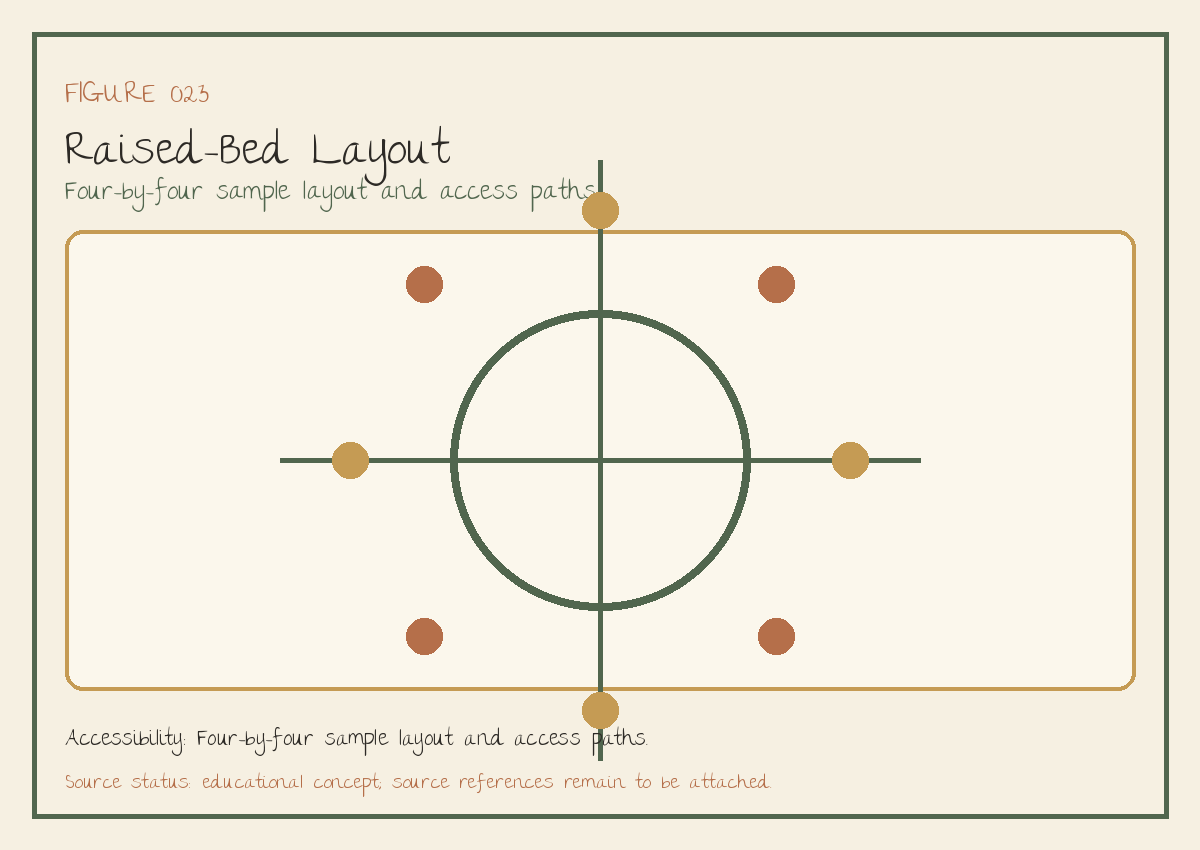 FIGURE 023
Raised-Bed Layout
Four-by-four sample layout and access paths.
Accessibility: Four-by-four sample layout and access paths.
Source status: educational concept; source references remain to be attached.